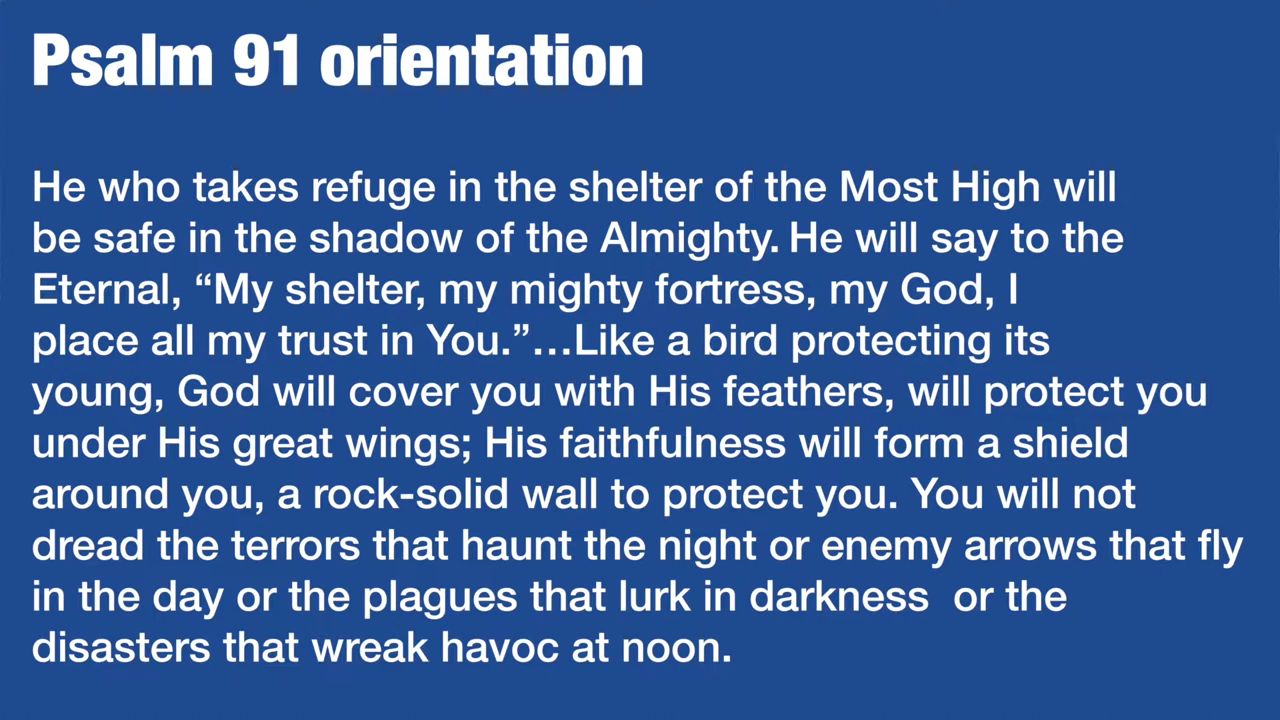 Psalm 91 orientation
He who takes refuge in the shelter of the Most High will
be safe in the shadow of the Almighty. He will say to the
Eternal, “My shelter, my mighty fortress, my God, I
place all my trust in You.”…Like a bird protecting its
young, God will cover you with His feathers, will protect you
under His great wings; His faithfulness will form a shield
around you, a rock-solid wall to protect you. You will not
dread the terrors that haunt the night or enemy arrows that fly
in the day or the plagues that lurk in darkness  or the
disasters that wreak havoc at noon.